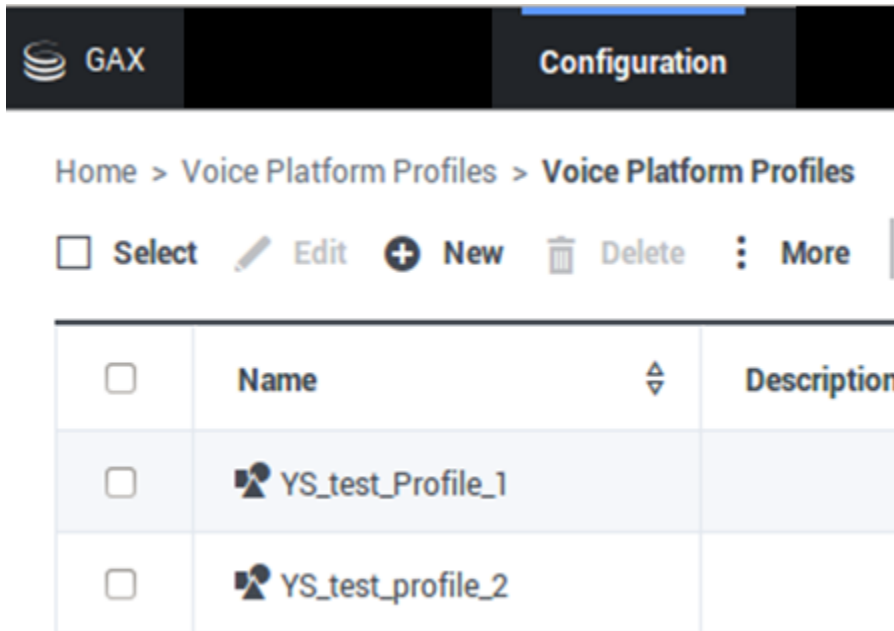 GAX Configuration
Home > Voice Platform Profiles > Voice Platform Profiles
Select Edit New Delete More
Name Description
YS_test_Profile_1
YS_test_profile_2